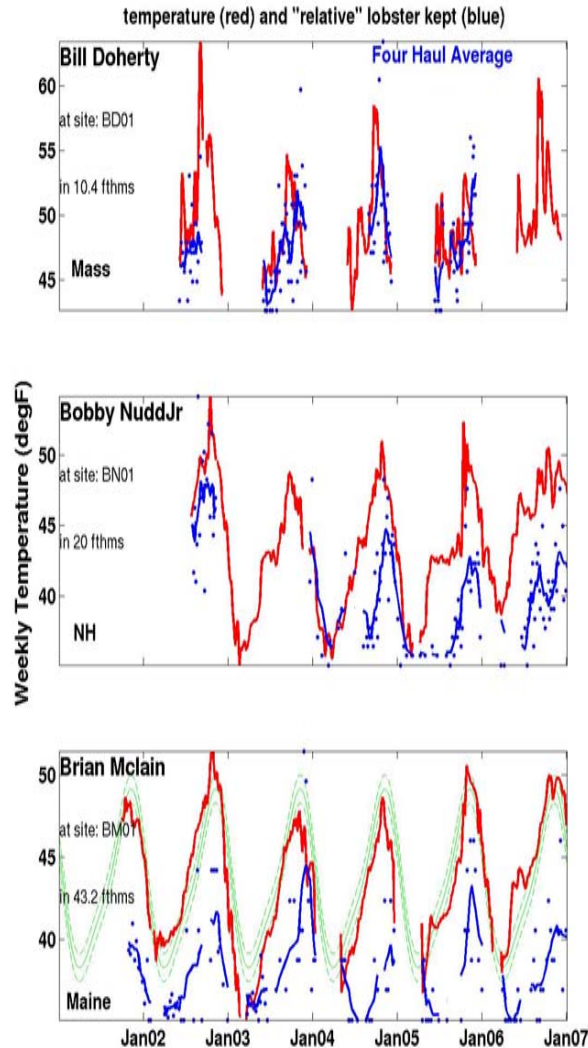 temperature (red) and "relative" lobster kept (blue)
Bill Doherty
Four Haul Average
60
at site: BD01
55
in 10.4 fthms
50
45
Mass
Weekly Temperature (degF)
Bobby NuddJr
50
at site: BN01
45
in 20 fthms
40
NH
50
Brian Mclain
at site: BM01
45
in 43.2 fthms
40
Maine
Jan02 Jan03 Jan04 Jan05 Jan06 Jan07